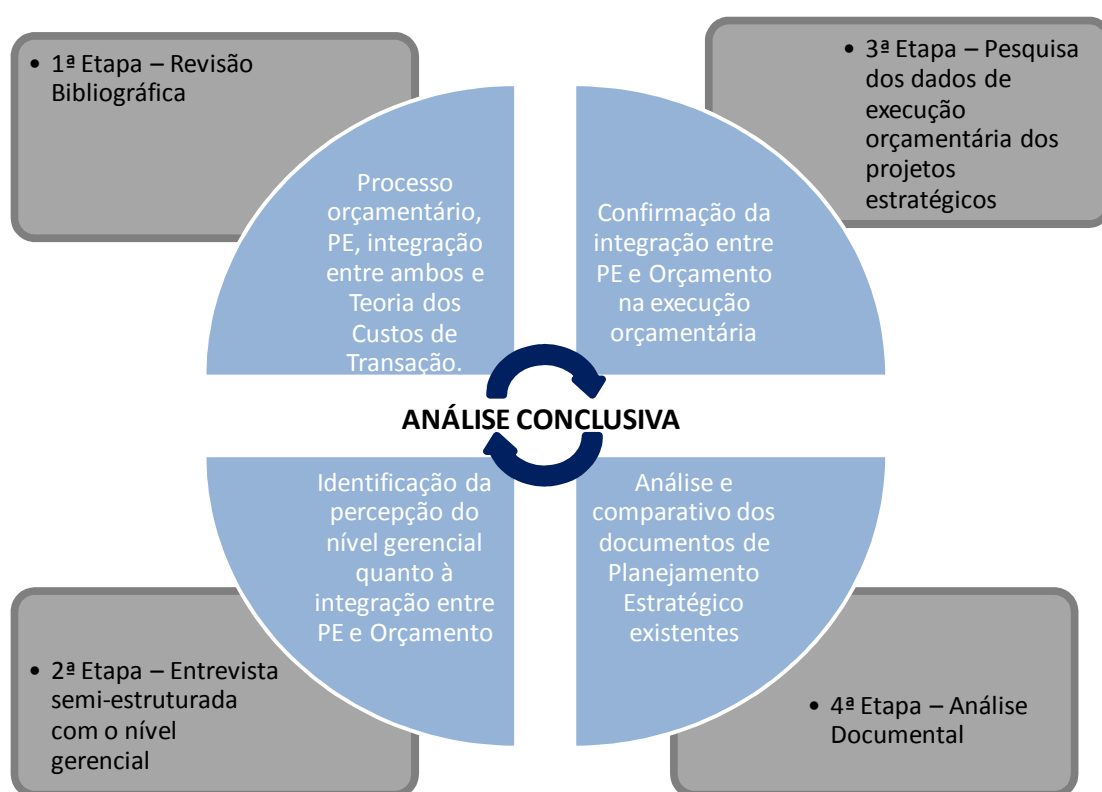 • 1ª Etapa – Revisão
Bibliográfica
Processo
orçamentário,
PE, integração
entre ambos e
Teoria dos
Custos de
Transação.
• 3ª Etapa – Pesquisa
dos dados de
execução
orçamentária dos
projetos
estratégicos
Confirmação da
integração entre
PE e Orçamento
na execução
orçamentária
ANÁLISE CONCLUSIVA
Identificação da
percepção do
nível gerencial
quanto à
integração entre
PE e Orçamento
• 2ª Etapa – Entrevista
semi-estruturada
com o nível
gerencial
Análise e
comparativo dos
documentos de
Planejamento
Estratégico
existentes
• 4ª Etapa – Análise
Documental